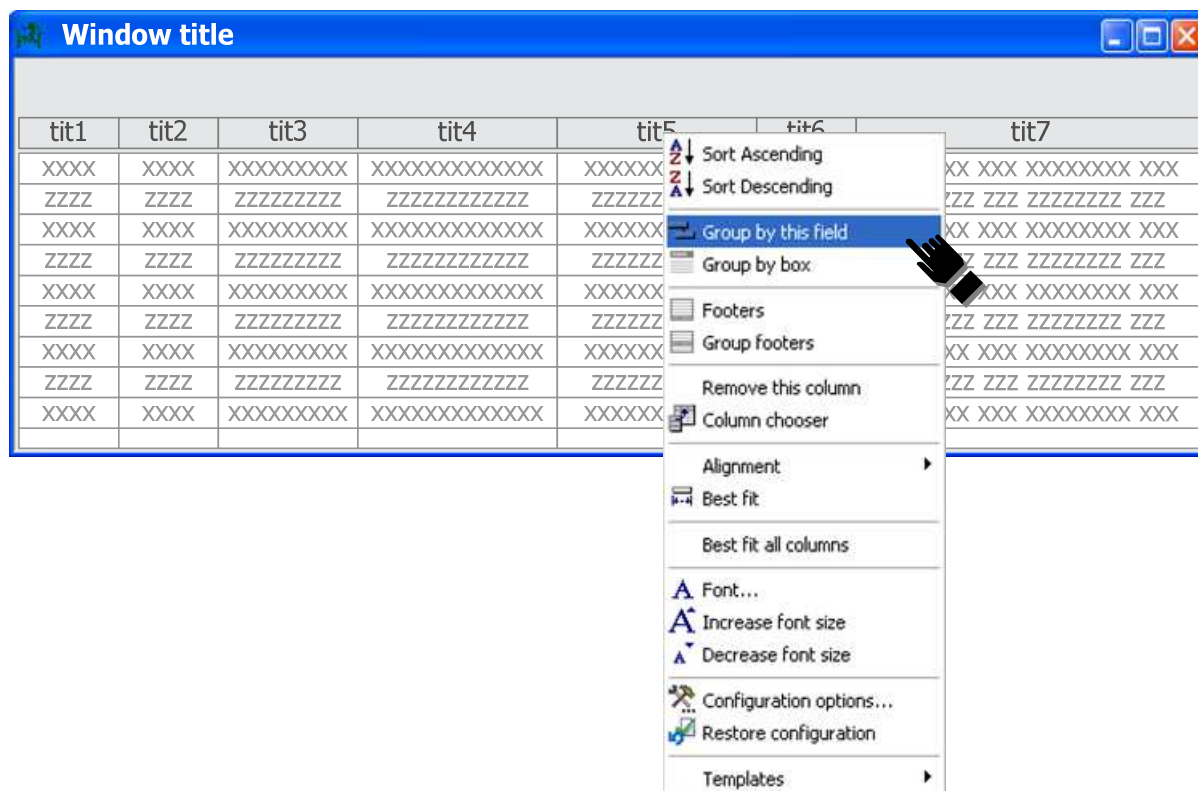 Window title
tit1 tit2 tit3 tit4 tit5 tit6 tit7
XXXX XXXX XXXXXXXXX XXXXXXXXXXXXX XXXXXX XX XXX XXXXXXXX XXX
ZZZZ ZZZZ ZZZZZZZZZ ZZZZZZZZZZZZ ZZZZZZ ZZ ZZZ ZZZZZZZZ ZZZ
XXXX XXXX XXXXXXXXX XXXXXXXXXXXXX XXXXXX XX XXX XXXXXXXX XXX
ZZZZ ZZZZ ZZZZZZZZZ ZZZZZZZZZZZZ ZZZZZZ ZZZ ZZZZZZZZ ZZZ
XXXX XXXX XXXXXXXXX XXXXXXXXXXXXX XXXXXX XX XXXXXXXX XXX
ZZZZ ZZZZ ZZZZZZZZZ ZZZZZZZZZZZZ ZZZZZZ ZZ ZZZ ZZZZZZZZ ZZZ
XXXX XXXX XXXXXXXXX XXXXXXXXXXXXX XXXXXX XX XXX XXXXXXXX XXX
ZZZZ ZZZZ ZZZZZZZZZ ZZZZZZZZZZZZ ZZZZZZ ZZ ZZZ ZZZZZZZZ ZZZ
XXXX XXXX XXXXXXXXX XXXXXXXXXXXXX XXXXXX XX XXX XXXXXXXX XXX
Sort Ascending
Sort Descending
Group by this field
Group by box
Footers
Group footers
Remove this column
Column chooser
Alignment
Best fit
Best fit all columns
Font...
Increase font size
Decrease font size
Configuration options...
Restore configuration
Templates